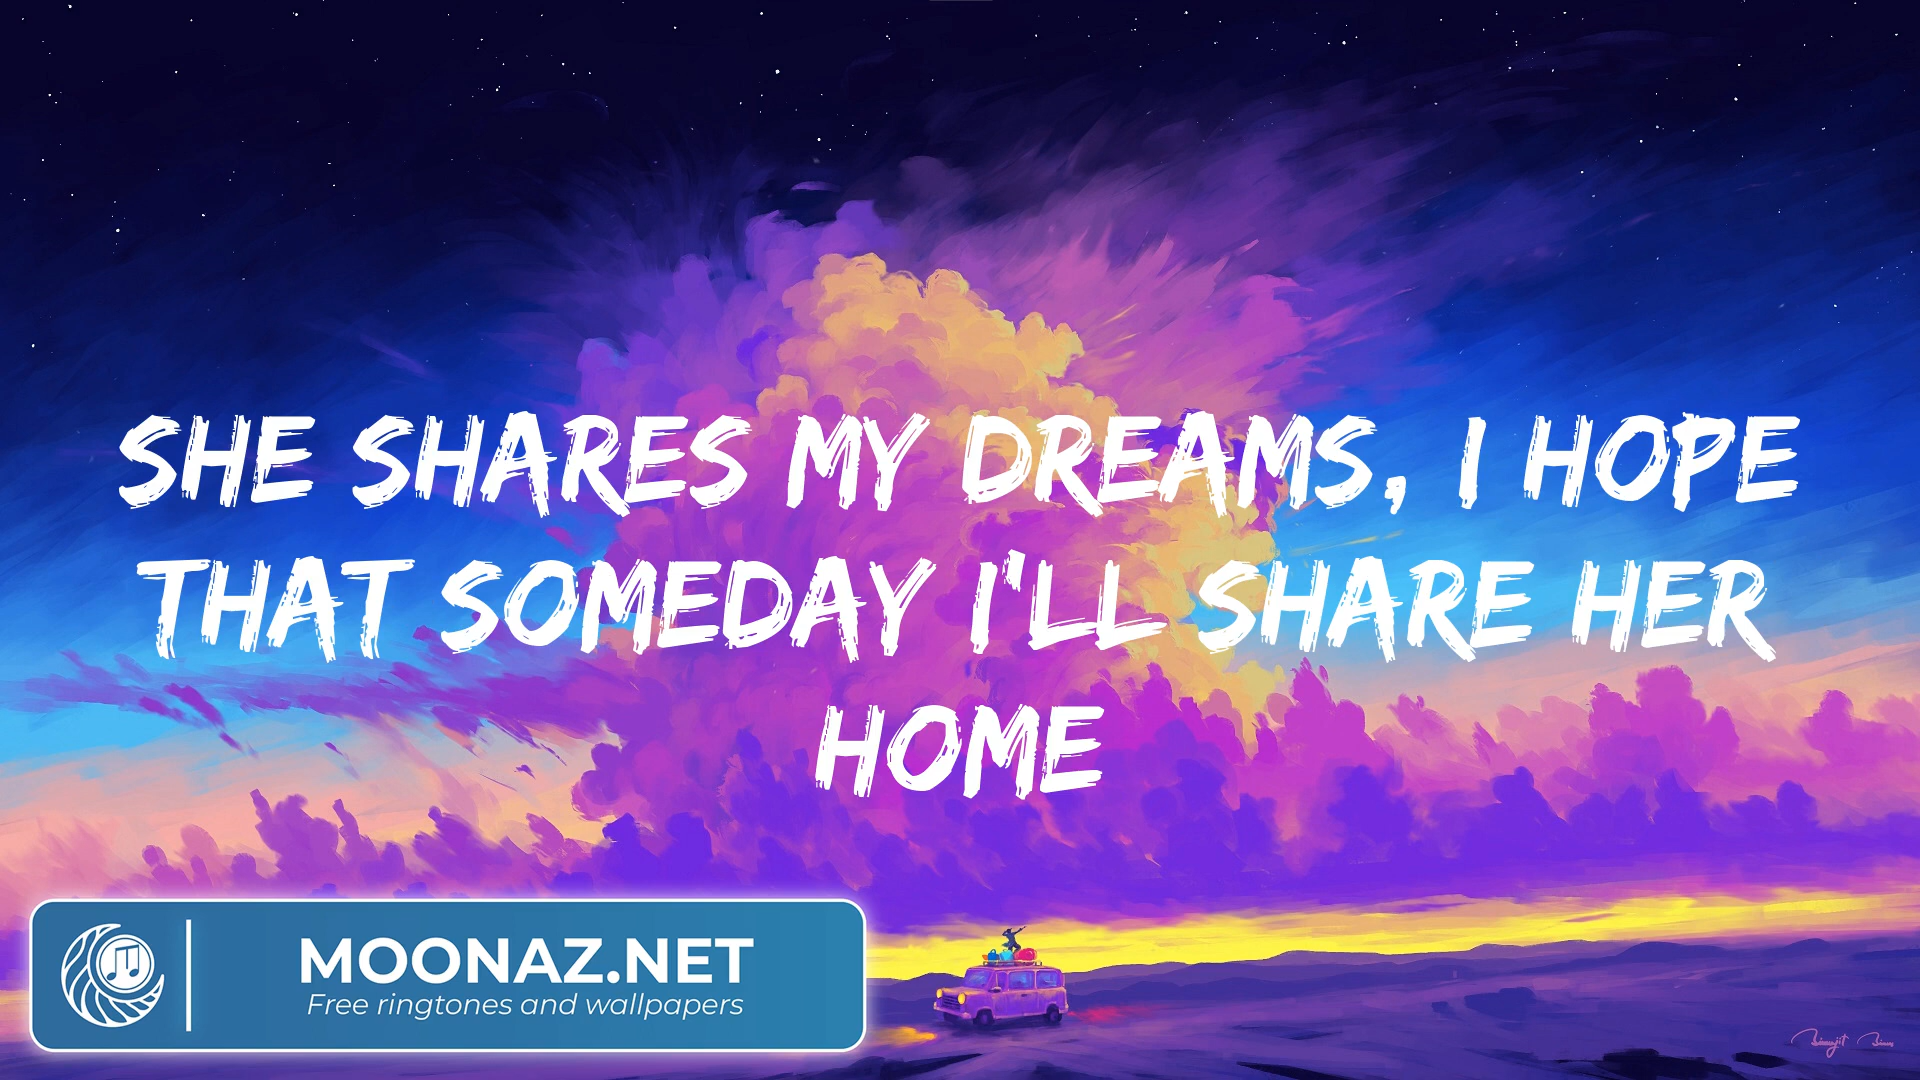 SHE SHARES MY DREAMS, I HOPE
THAT SOMEDAY I'LL SHARE HER
HOME
MOONAZ.NET
Free ringtones and wallpapers